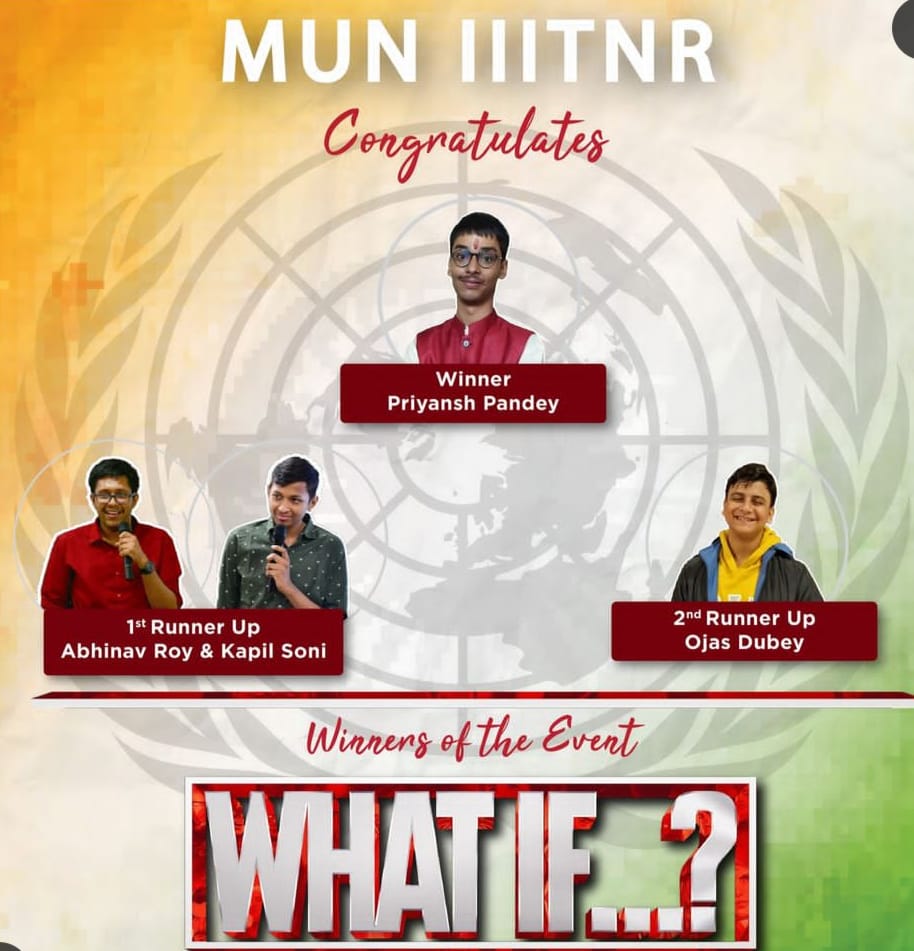 MUN IIITNR
Congratulates
Winner
Priyansh Pandey
1st Runner Up
Abhinav Roy & Kapil Soni
2nd Runner Up
Ojas Dubey
Winners of the Event
WHAT IF...?